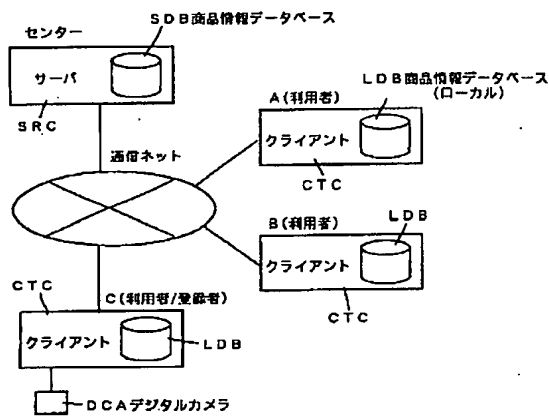 SDB商品情報データベース
センター
サーバ
SRC
LDB商品情報データベース
(ローカル)
A(利用者)
クライアント
CTC
通信ネット
LDB
B(利用者)
クライアント
CTC
CTC
C(利用者/登録者)
クライアント
LDB
DCAデジタルカメラ